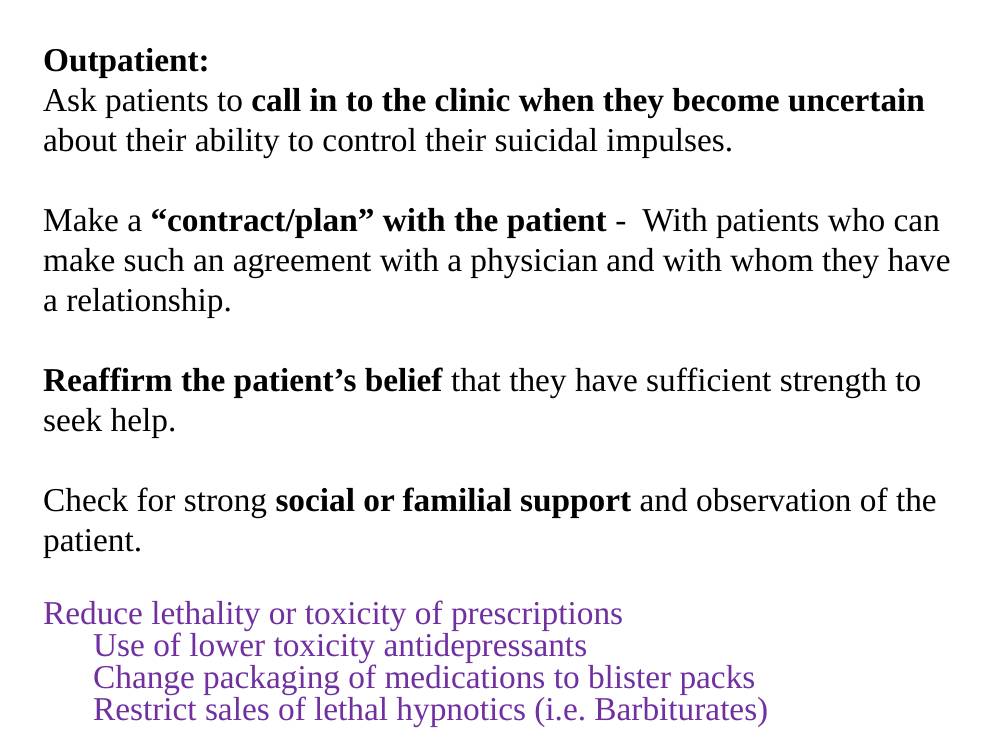 Outpatient:
Ask patients to call in to the clinic when they become uncertain
about their ability to control their suicidal impulses.
Make a “contract/plan” with the patient -  With patients who can
make such an agreement with a physician and with whom they have
a relationship.
Reaffirm the patient’s belief that they have sufficient strength to
seek help.
Check for strong social or familial support and observation of the
patient.
Reduce lethality or toxicity of prescriptions
Use of lower toxicity antidepressants
Change packaging of medications to blister packs
Restrict sales of lethal hypnotics (i.e. Barbiturates)